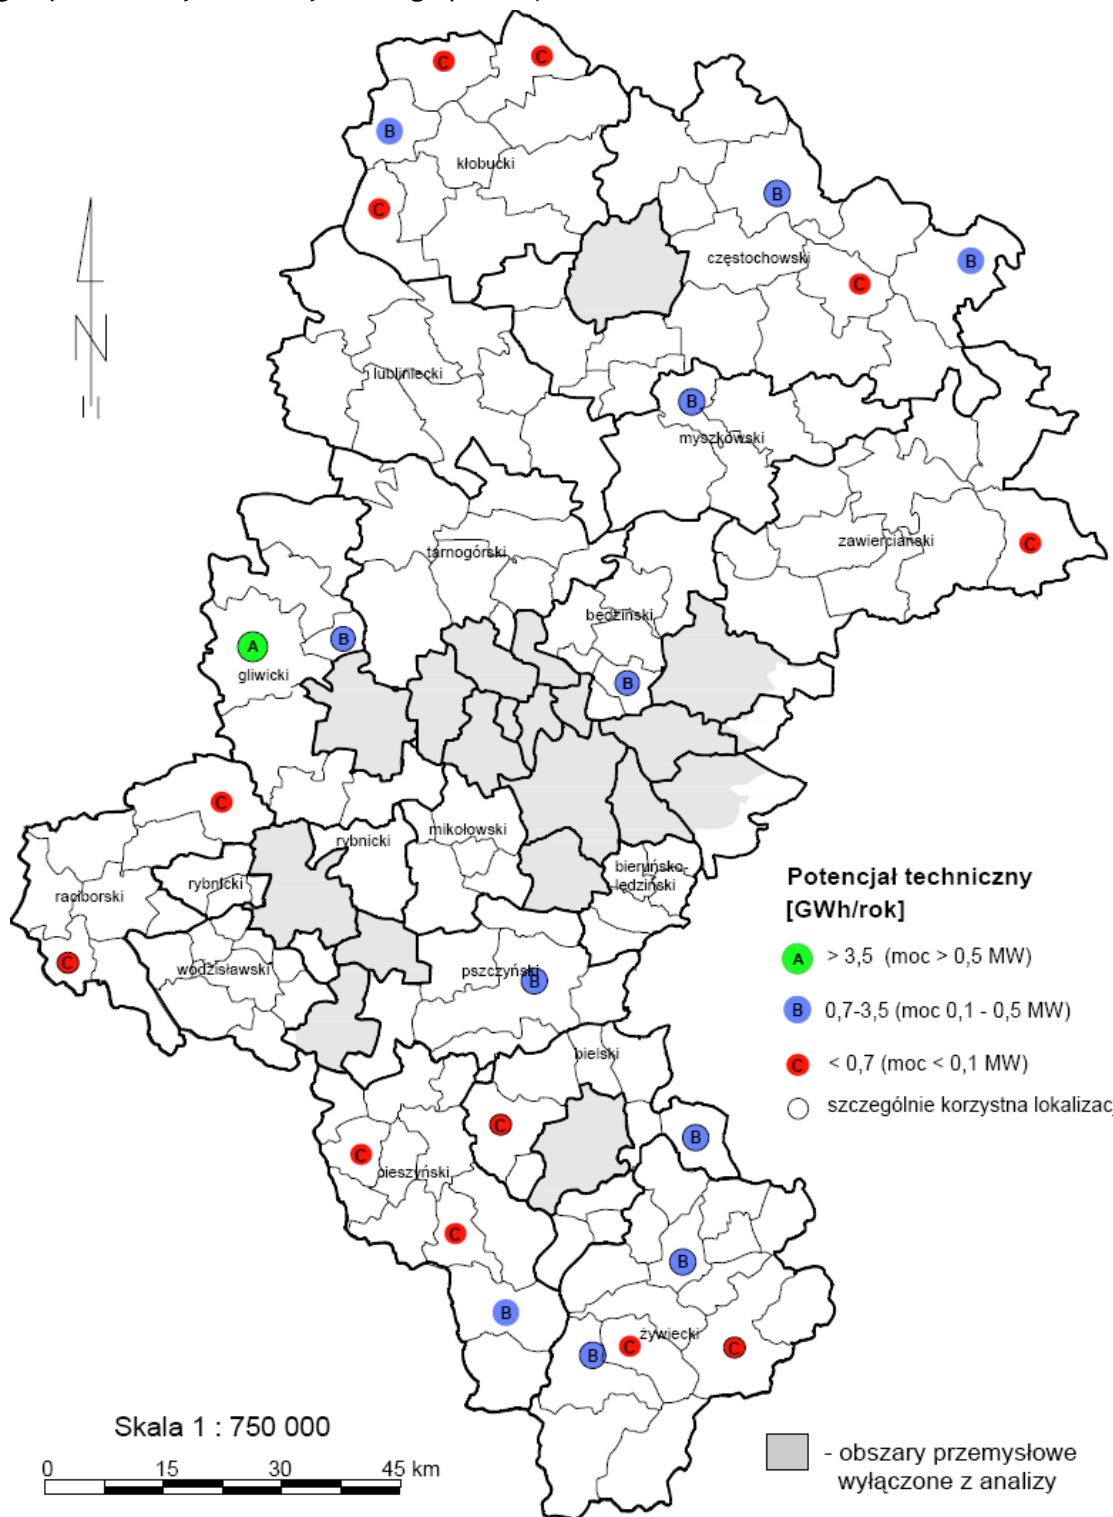 C
C
B
kłobucki
B
C
częstochowski
B
C
N
lubliniecki
B
myszkowski
tarnogórski
zawierciański
C
będziński
A
B
gliwicki
B
C
rybnicki
mikołowski
raciborski
rybnicki
bieruńsko-
lędziński
Potencjał techniczny
[GWh/rok]
A > 3,5 (moc > 0,5 MW)
B 0,7-3,5 (moc 0,1 - 0,5 MW)
C < 0,7 (moc < 0,1 MW)
szczególnie korzystna
C
wodzisławski
pszczyński
B
bielski
C
B
C
cieszyński
C
B
B
żywiecki
B
C
C
Skala 1 : 750 000
0 15 30 45 km
- obszary przemysłowe
wyłączone z analizy